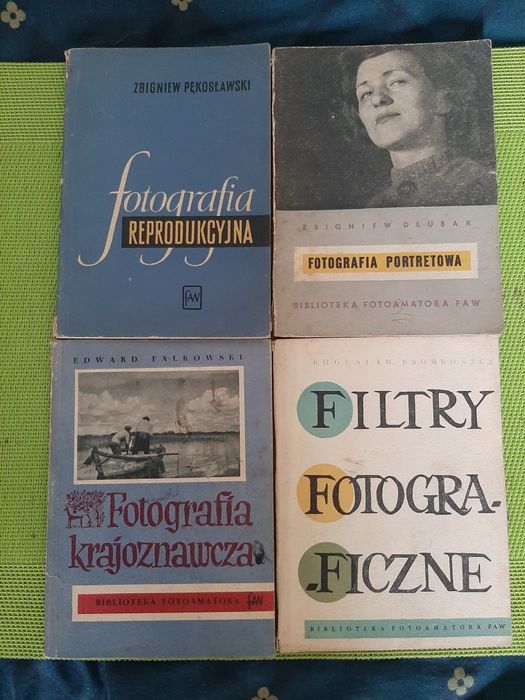 ZBIGNIEW PĘKOSŁAWSKI
fotografia
REPRODUKCYJNA
FAW
ZBIGNIEW DŁUBAK
FOTOGRAFIA PORTRETOWA
BIBLIOTEKA FOTOAMATORA FAW
EDWARD FALKOWSKI
Fotografia
krajoznawcza
BIBLIOTEKA FOTOAMATORA FAW
BOGUSŁAW BROMBOSZCZ
FILTRY
FOTOGRA-
-FICZNE
BIBLIOTEKA FOTOAMATORA FAW